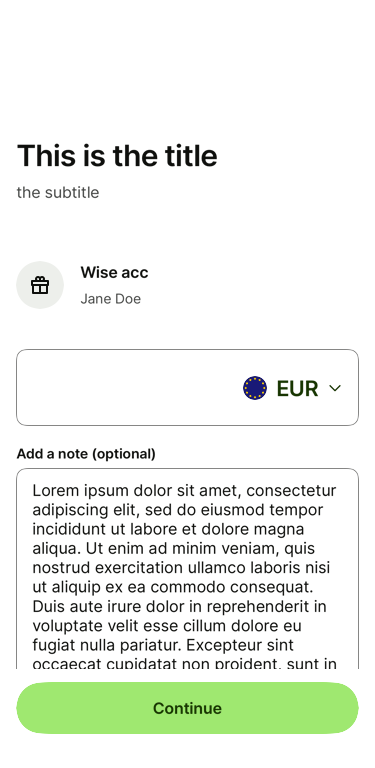 This is the title
the subtitle
Wise acc
Jane Doe
EUR
Add a note (optional)
Lorem ipsum dolor sit amet, consectetur
adipiscing elit, sed do eiusmod tempor
incididunt ut labore et dolore magna
aliqua. Ut enim ad minim veniam, quis
nostrud exercitation ullamco laboris nisi
ut aliquip ex ea commodo consequat.
Duis aute irure dolor in reprehenderit in
voluptate velit esse cillum dolore eu
fugiat nulla pariatur. Excepteur sint
occaecat cupidatat non proident, sunt in
Continue